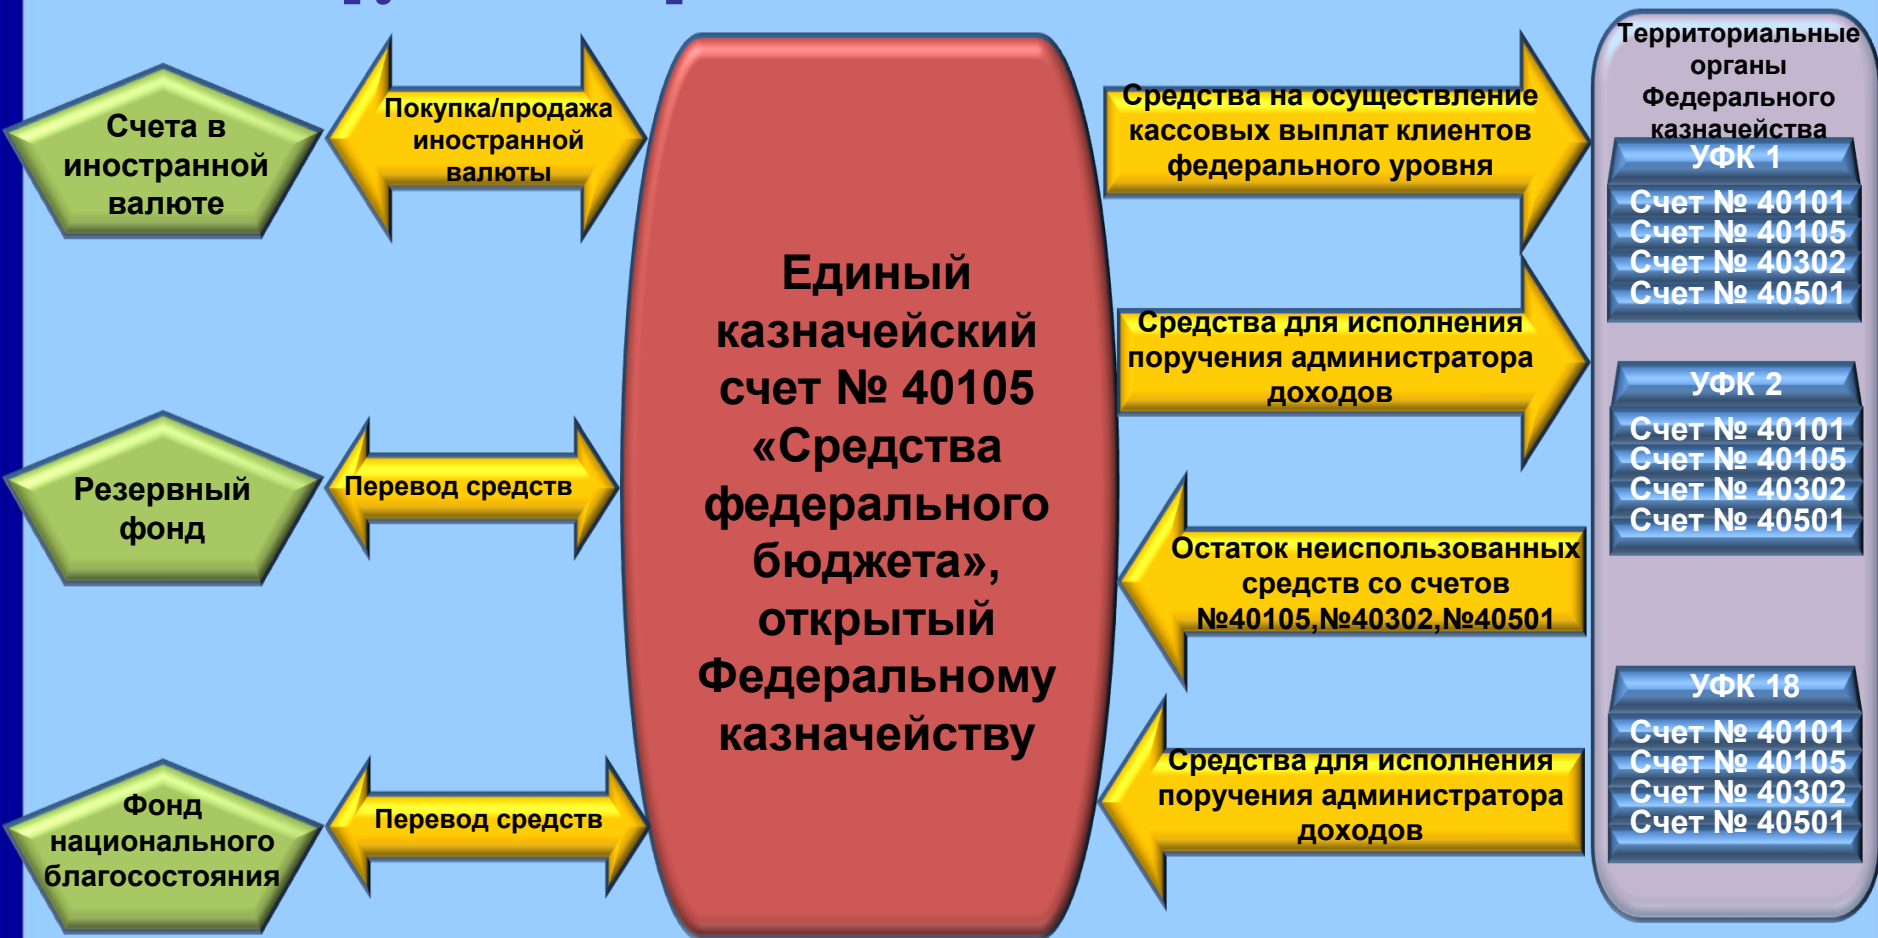 Счета в
иностранной
валюте
Покупка/продажа
иностранной
валюты
Резервный
фонд
Перевод средств
Фонд
национального
благосостояния
Перевод средств
Единый
казначейский
счет № 40105
«Средства
федерального
бюджета»,
открытый
Федеральному
казначейству
Средства на осуществление
кассовых выплат клиентов
федерального уровня
Средства для исполнения
поручения администратора
доходов
Остаток неиспользованных
средств со счетов
№40105,№40302,№40501
Средства для исполнения
поручения администратора
доходов
Территориальные
органы
Федерального
казначейства
УФК 1
Счет № 40101
Счет № 40105
Счет № 40302
Счет № 40501
УФК 2
Счет № 40101
Счет № 40105
Счет № 40302
Счет № 40501
УФК 18
Счет № 40101
Счет № 40105
Счет № 40302
Счет № 40501